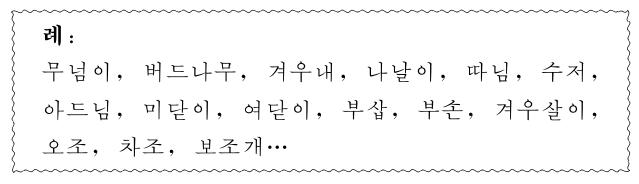 례:
무넘이, 버드나무, 겨우내, 나날이, 따님, 수저,
아드님, 미닫이, 여닫이, 부삽, 부손, 겨우살이,
오조, 차조, 보조개…